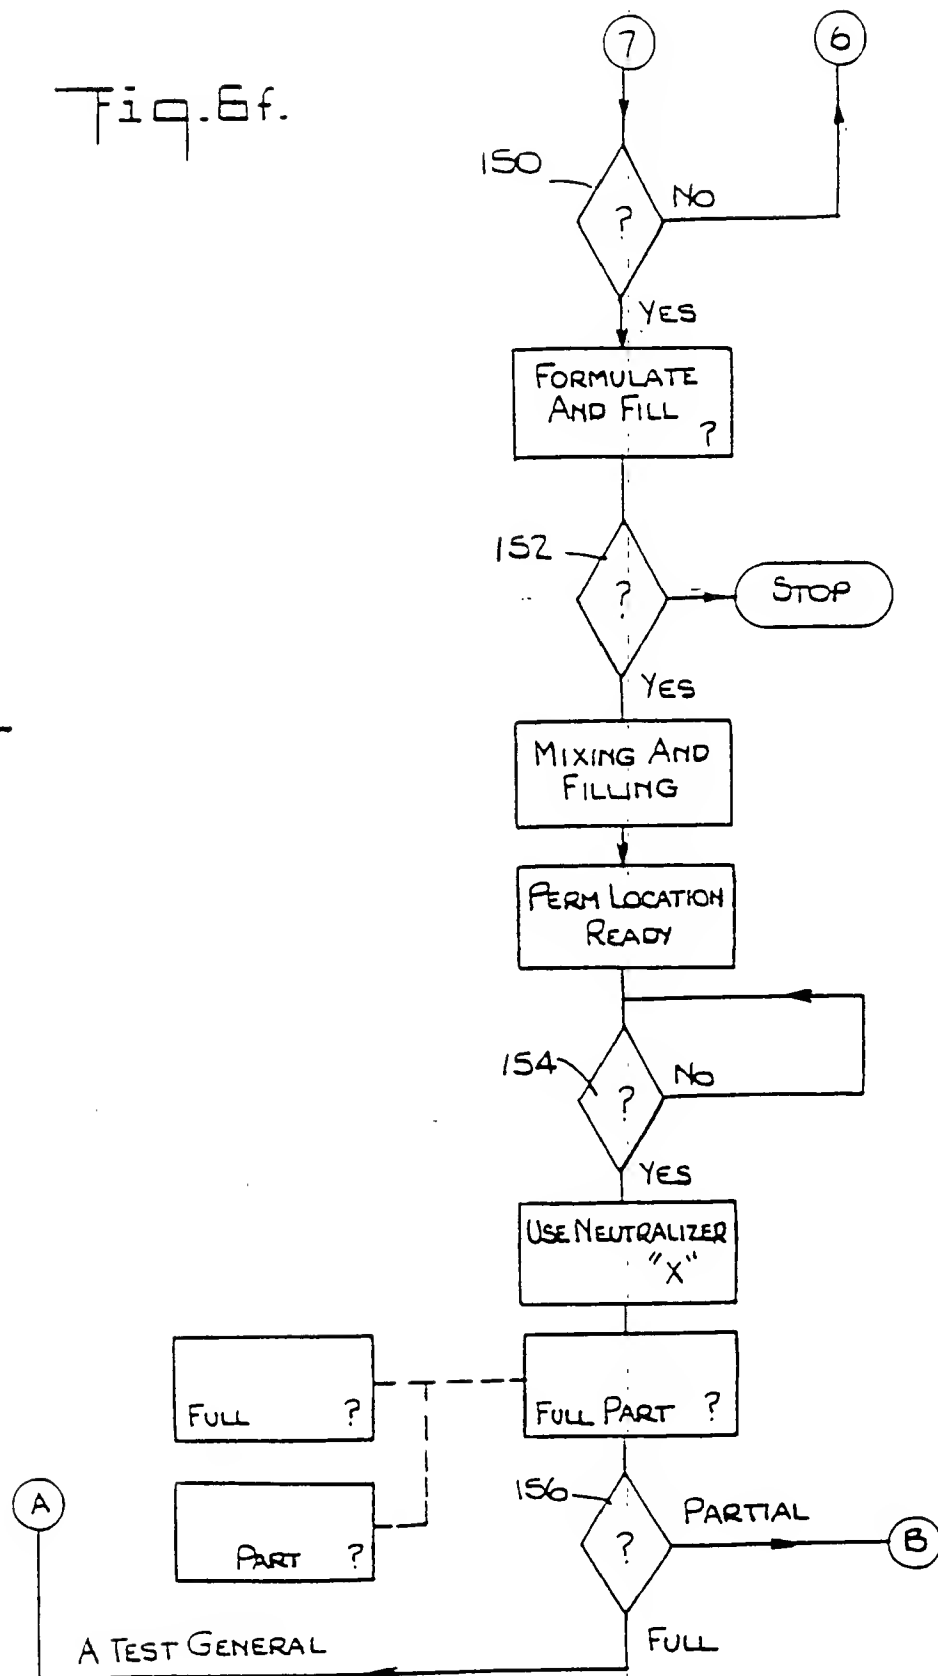 Fig. 6f.
7
6
150
?
NO
YES
FORMULATE
AND FILL
?
152
?
STOP
YES
MIXING AND
FILLING
PERM LOCATION
READY
154
?
NO
YES
USE NEUTRALIZER
"X"
FULL ?
FULL PART ?
A
156
PART ?
?
PARTIAL
B
A TEST GENERAL
FULL